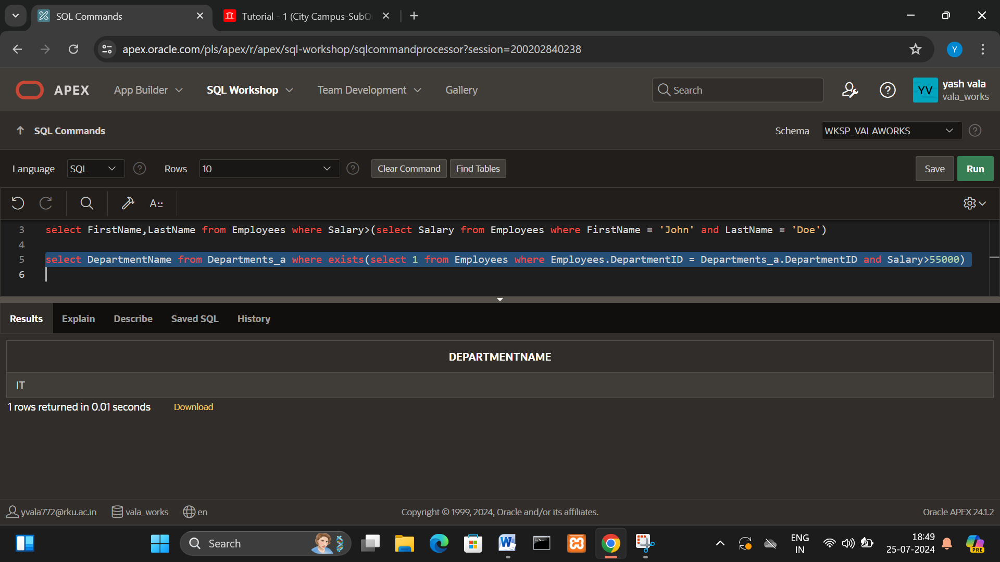 SQL Commands
Tutorial - 1 (City Campus-SubQ
apex.oracle.com/pls/apex/r/apex/sql-workshop/sqlcommandprocessor?session=200202840238
Y
APEX
App Builder
SQL Workshop
Team Development
Gallery
Search
YV
yash vala
vala_works
SQL Commands
Schema
WKSP_VALAWORKS
Language
SQL
Rows
10
Clear Command
Find Tables
Save
Run
A
3 select FirstName,LastName from Employees where Salary>(select Salary from Employees where FirstName = 'John' and LastName = 'Doe')
4
5 select DepartmentName from Departments_a where exists(select 1 from Employees where Employees.DepartmentID = Departments_a.DepartmentID and Salary>55000)
6
Results
Explain
Describe
Saved SQL
History
DEPARTMENTNAME
IT
1 rows returned in 0.01 seconds
Download
yvala772@rku.ac.in
vala_works
en
Copyright © 1999, 2024, Oracle and/or its affiliates.
Oracle APEX 24.1.2
Search
W
ENG
IN
18:49
25-07-2024
PRE